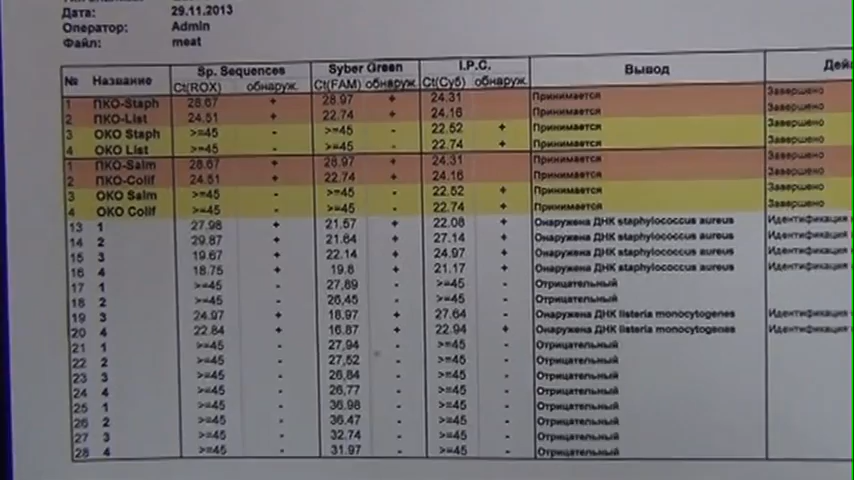 Дата: 29.11.2013
Оператор: Admin
Файл: meat
Sp. Sequences Syber Green I.P.C.
№ Название Вывод
Ct(ROX) обнаруж. Ct(FAM) обнаруж. Ct(Cy5) обнаруж.
1 ПКО-Staph 28.67 + 28.97 + 24.31 Принимается Завершено
2 ПКО-List 24.51 + 22.74 + 24.16 Принимается Завершено
3 ОКО Staph >=45 - >=45 - 22.52 + Принимается Завершено
4 ОКО List >=45 - >=45 - 22.74 + Принимается Завершено
1 ПКО-Salm 28.67 + 28.97 + 24.31 Принимается Завершено
2 ПКО-Colif 24.51 + 22.74 + 24.16 Принимается Завершено
3 ОКО Salm >=45 - >=45 - 22.52 + Принимается Завершено
4 ОКО Colif >=45 - >=45 - 22.74 + Принимается Завершено
13 1 27.98 + 21.57 + 22.08 + Онаружена ДНК staphylococcus aureus Идентификация
14 2 29.87 + 21.64 + 27.14 + Онаружена ДНК staphylococcus aureus Идентификация
15 3 19.67 + 22.14 + 24.97 + Онаружена ДНК staphylococcus aureus Идентификация
16 4 18.75 + 19.6 + 21.17 + Онаружена ДНК staphylococcus aureus Идентификация
17 1 >=45 - 27,89 - >=45 - Отрицательный
18 2 >=45 - 26,45 - >=45 - Отрицательный
19 3 24.97 + 18.97 + 27.64 - Онаружена ДНК listeria monocytogenes Идентификация
20 4 22.84 + 16.87 + 22.94 + Онаружена ДНК listeria monocytogenes Идентификация
21 1 >=45 - 27,94 - >=45 - Отрицательный
22 2 >=45 - 27,52 - >=45 - Отрицательный
23 3 >=45 - 26,84 - >=45 - Отрицательный
24 4 >=45 - 26,77 - >=45 - Отрицательный
25 1 >=45 - 36.98 - >=45 - Отрицательный
26 2 >=45 - 36.47 - >=45 - Отрицательный
27 3 >=45 - 32.74 - >=45 - Отрицательный
28 4 >=45 - 31.97 - >=45 - Отрицательный